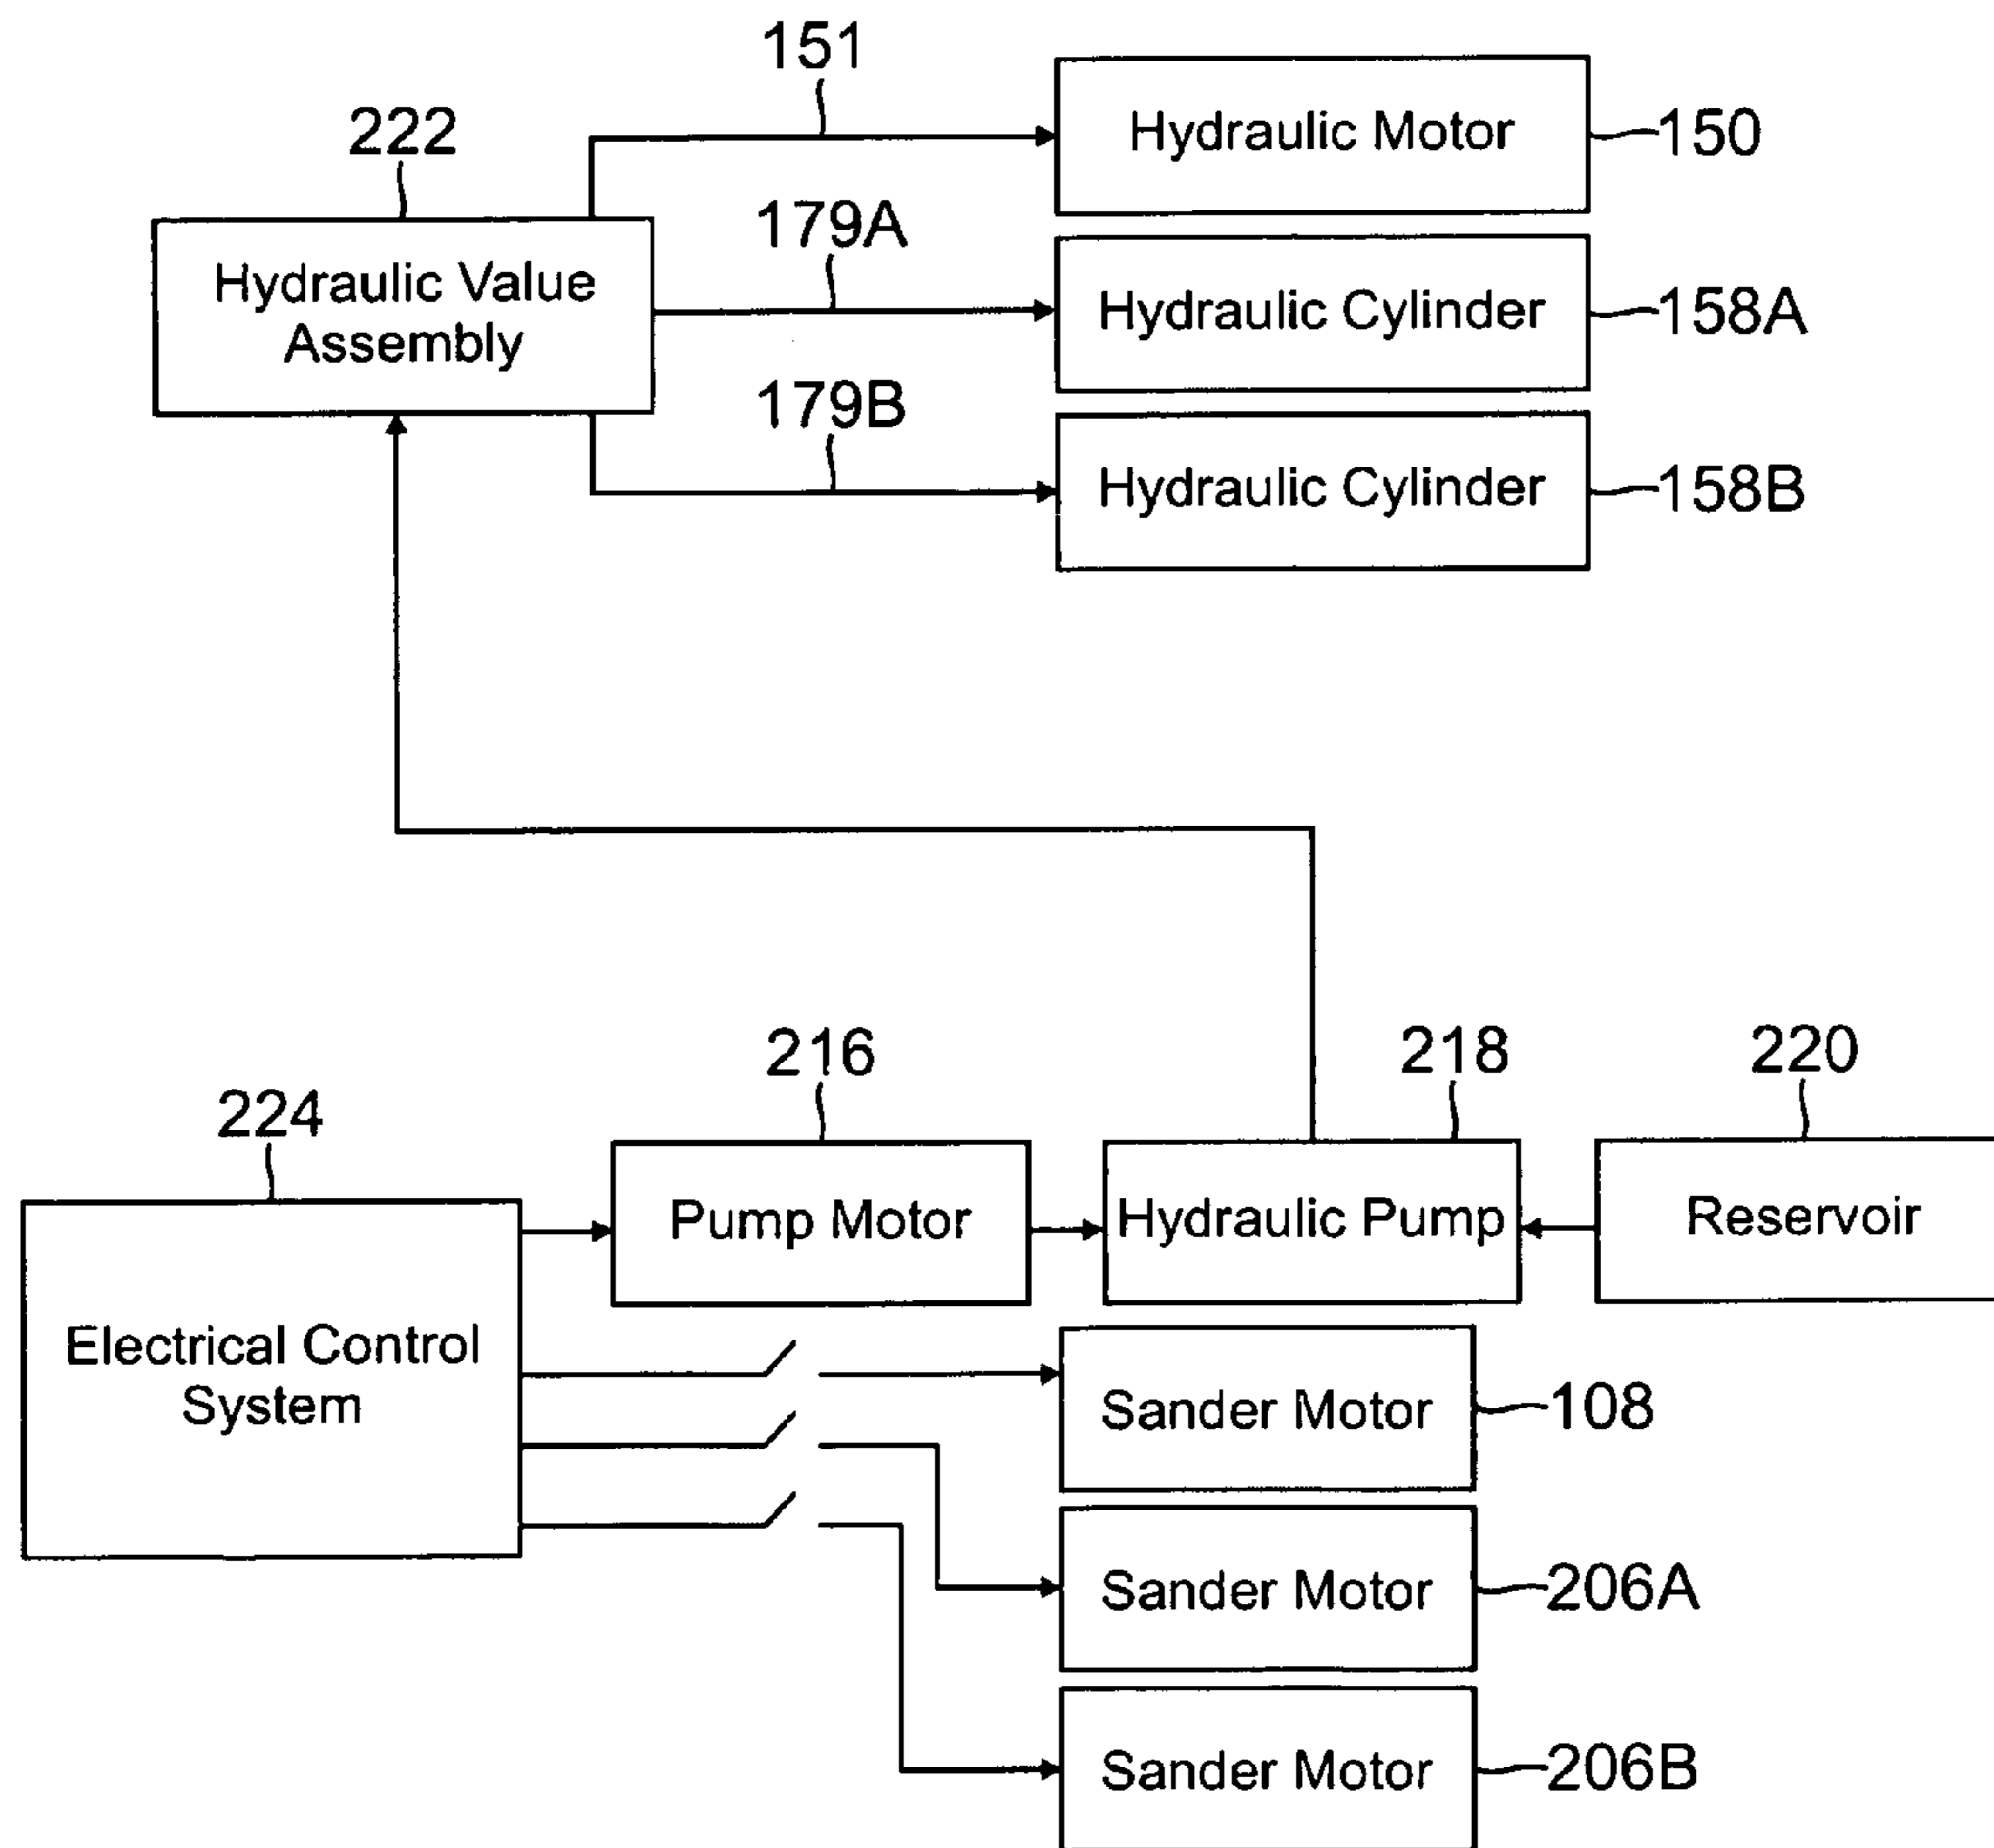 151
Hydraulic Motor
150
222
179A
Hydraulic Value
Assembly
Hydraulic Cylinder
158A
179B
Hydraulic Cylinder
158B
216
218
220
224
Pump Motor
Hydraulic Pump
Reservoir
Electrical Control
System
Sander Motor
108
Sander Motor
206A
Sander Motor
206B